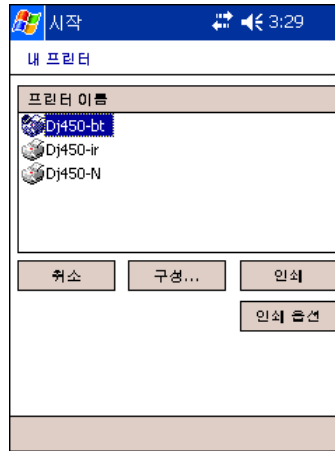 시작 3:29
내 프린터
프린터 이름
Dj450-bt
Dj450-ir
Dj450-N
취소 구성... 인쇄
인쇄 옵션